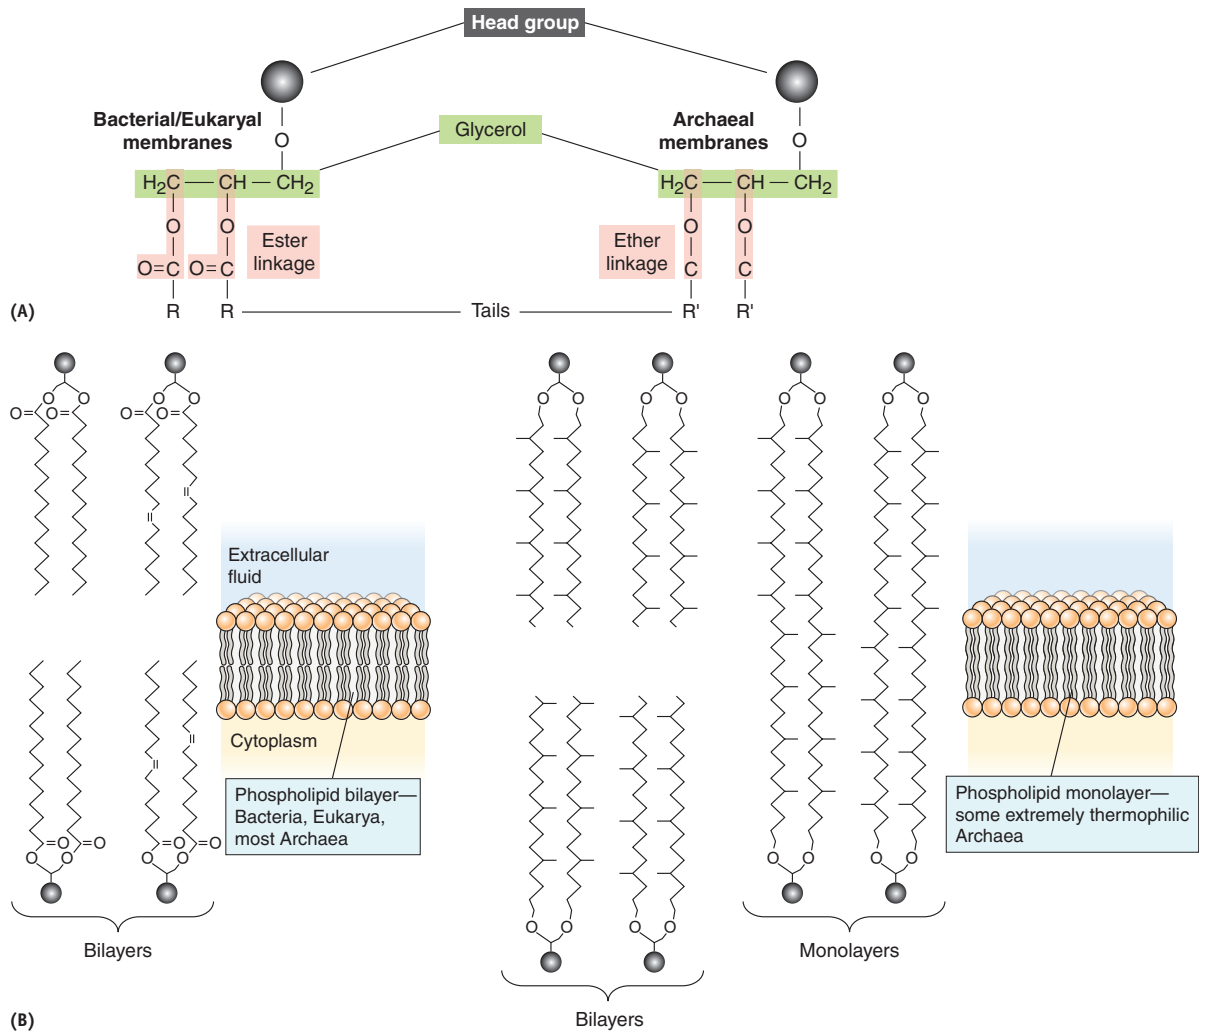 Head group
Bacterial/Eukaryal
membranes
Archaeal
membranes
Glycerol
O
O
H₂C — CH — CH₂
H₂C — CH — CH₂
O O
O O
Ester
linkage
Ether
linkage
O=C O=C
C C
R R
Tails
R' R'
(A)
O O
O= O=
O O
O= O=
O O
O O
O O
O O
Extracellular
fluid
Cytoplasm
Phospholipid bilayer—
Bacteria, Eukarya,
most Archaea
Phospholipid monolayer—
some extremely thermophilic
Archaea
=O =O
O O
=O =O
O O
O O
O O
O O
O O
Bilayers
Monolayers
Bilayers
(B)